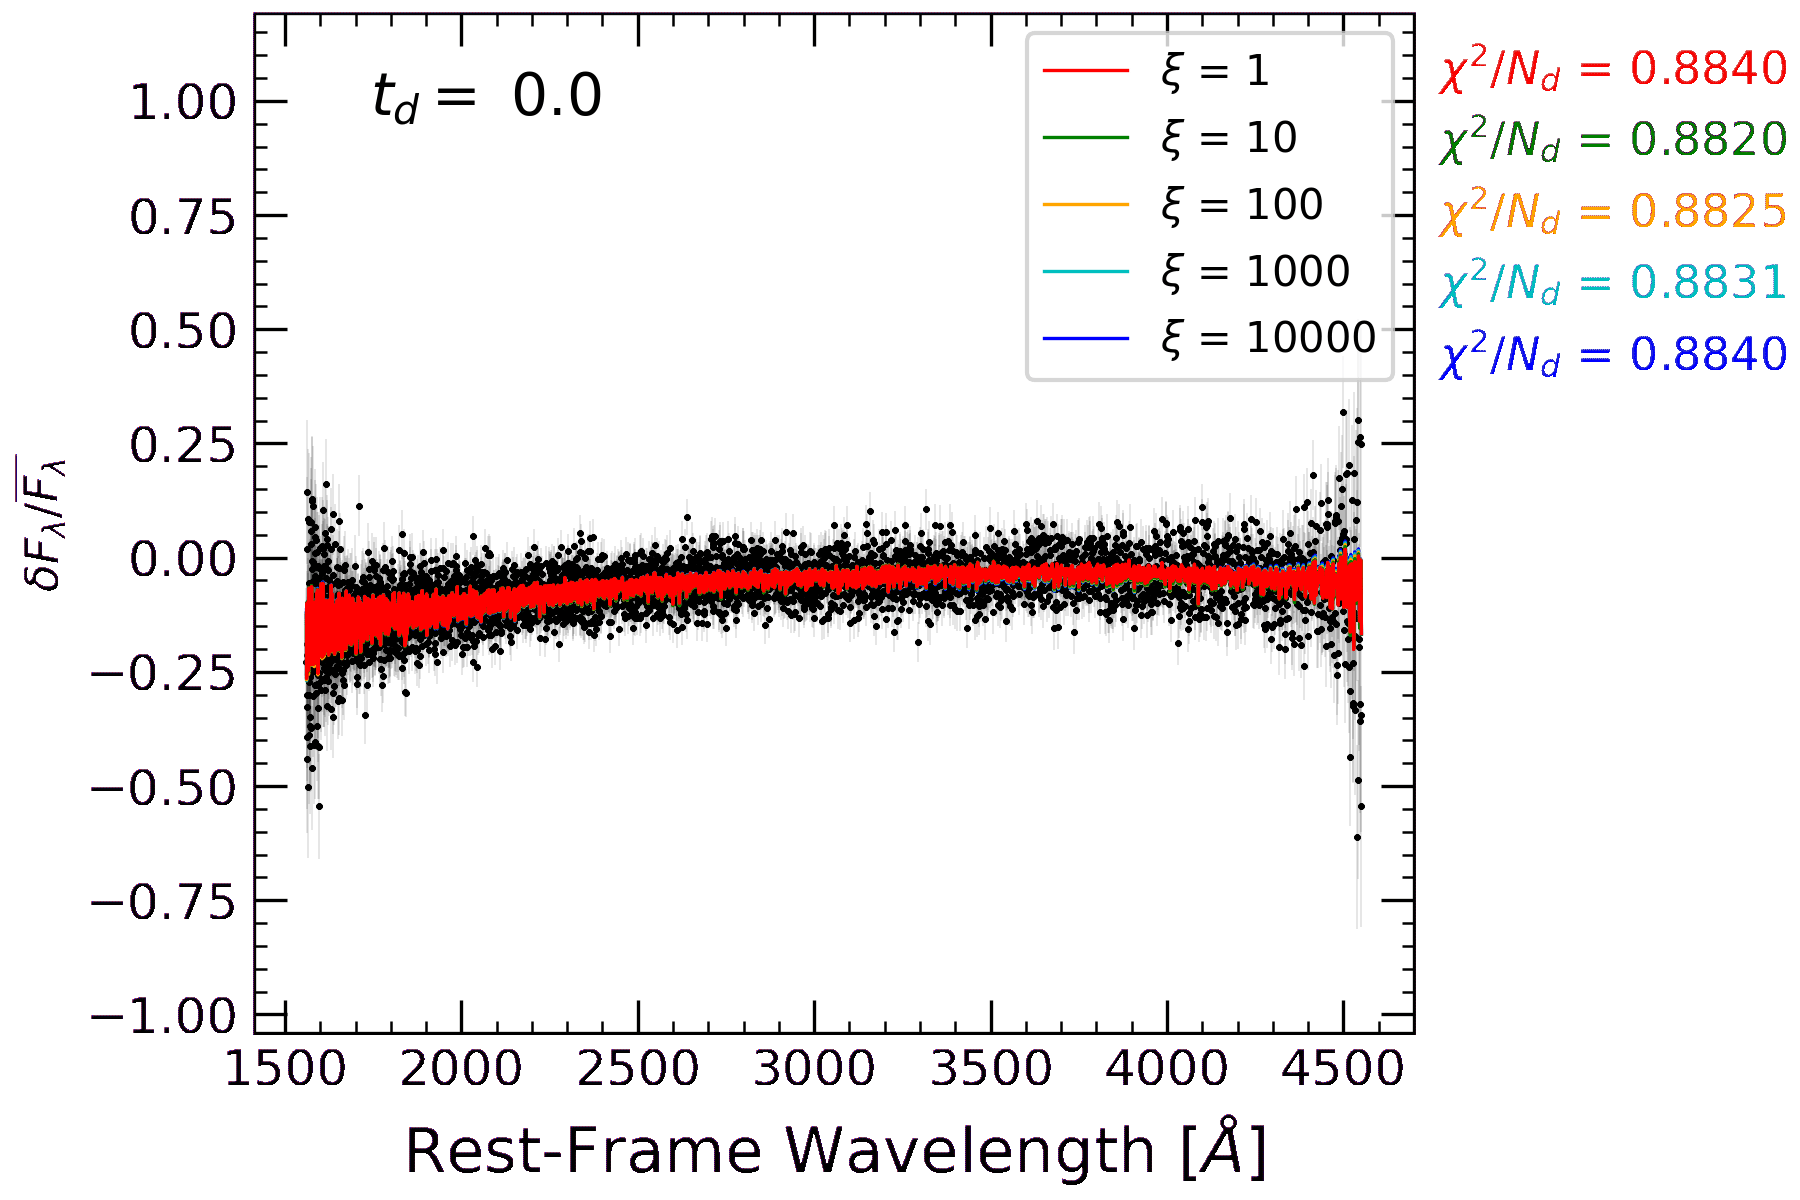 t_d = 0.0
ξ = 1
ξ = 10
ξ = 100
ξ = 1000
ξ = 10000
χ²/N_d = 0.8840
χ²/N_d = 0.8820
χ²/N_d = 0.8825
χ²/N_d = 0.8831
χ²/N_d = 0.8840
1.00
0.75
0.50
0.25
0.00
−0.25
−0.50
−0.75
−1.00
δF_λ/F̅_λ
1500 2000 2500 3000 3500 4000 4500
Rest-Frame Wavelength [Å]